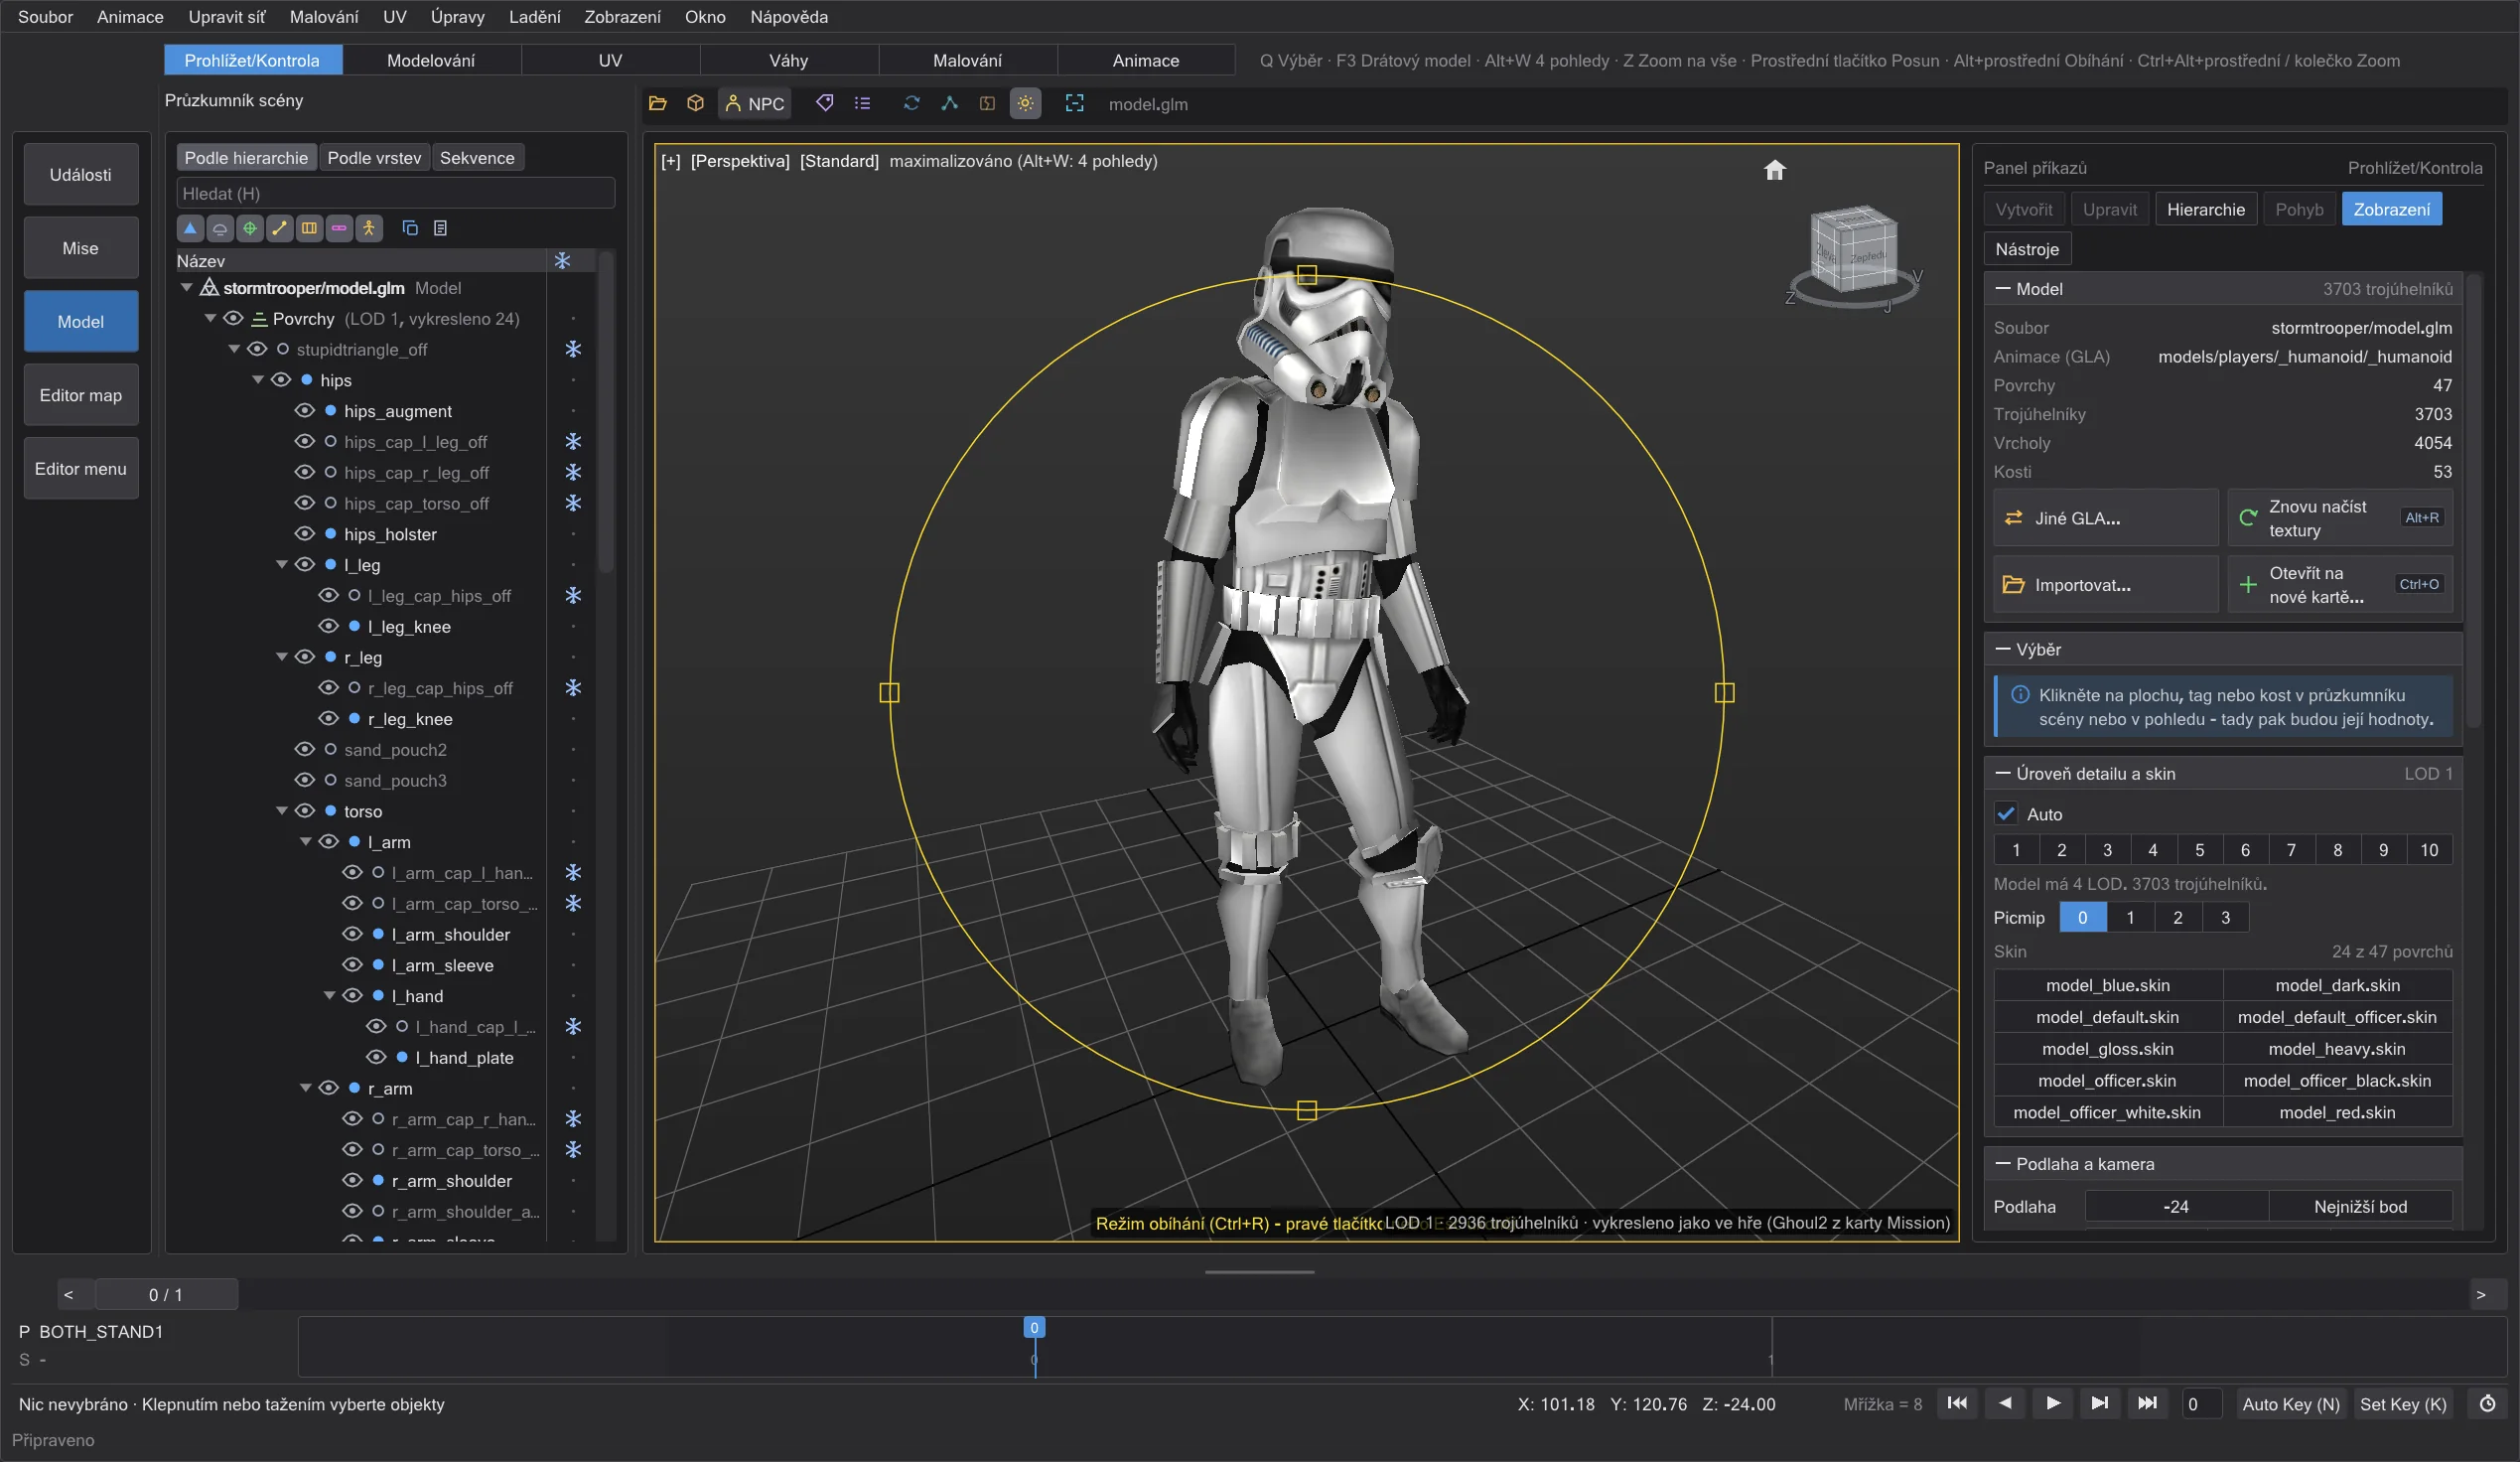 Soubor Animace Upravit síť Malování UV Úpravy Ladění Zobrazení Okno Nápověda
Prohlížet/Kontrola Modelování UV Váhy Malování Animace Q Výběr · F3 Drátový model · Alt+W 4 pohledy · Z Zoom na vše · Prostřední tlačítko Posun · Alt+prostřední Obíhání · Ctrl+Alt+prostřední / kolečko Zoom
Průzkumník scény
NPC model.glm
Události
Mise
Model
Editor map
Editor menu
Podle hierarchie Podle vrstev Sekvence
Hledat (H)
Název
stormtrooper/model.glm Model
Povrchy (LOD 1, vykresleno 24)
stupidtriangle_off
hips
hips_augment
hips_cap_l_leg_off
hips_cap_r_leg_off
hips_cap_torso_off
hips_holster
l_leg
l_leg_cap_hips_off
l_leg_knee
r_leg
r_leg_cap_hips_off
r_leg_knee
sand_pouch2
sand_pouch3
torso
l_arm
l_arm_cap_l_han...
l_arm_cap_torso_...
l_arm_shoulder
l_arm_sleeve
l_hand
l_hand_cap_l_...
l_hand_plate
r_arm
r_arm_cap_r_han...
r_arm_cap_torso_...
r_arm_shoulder
r_arm_shoulder_a...
r_arm_sleeve
[+] [Perspektiva] [Standard] maximalizováno (Alt+W: 4 pohledy)
Zleva Zepředu
Z
Režim obíhání (Ctrl+R) - pravé tlačítko
LOD 1 · 2936 trojúhelníků · vykresleno jako ve hře (Ghoul2 z karty Mission)
Panel příkazů Prohlížet/Kontrola
Vytvořit Upravit Hierarchie Pohyb Zobrazení
Nástroje
Model 3703 trojúhelníků
Soubor stormtrooper/model.glm
Animace (GLA) models/players/_humanoid/_humanoid
Povrchy 47
Trojúhelníky 3703
Vrcholy 4054
Kosti 53
Jiné GLA...
Znovu načíst textury Alt+R
Importovat...
Otevřít na nové kartě... Ctrl+O
Výběr
Klikněte na plochu, tag nebo kost v průzkumníku
scény nebo v pohledu - tady pak budou její hodnoty.
Úroveň detailu a skin LOD 1
Auto
1 2 3 4 5 6 7 8 9 10
Model má 4 LOD. 3703 trojúhelníků.
Picmip 0 1 2 3
Skin 24 z 47 povrchů
model_blue.skin model_dark.skin
model_default.skin model_default_officer.skin
model_gloss.skin model_heavy.skin
model_officer.skin model_officer_black.skin
model_officer_white.skin model_red.skin
Podlaha a kamera
Podlaha -24 Nejnižší bod
< 0 / 1 >
P BOTH_STAND1
S -
0
0 1
Nic nevybráno · Klepnutím nebo tažením vyberte objekty X: 101.18 Y: 120.76 Z: -24.00 Mřížka = 8 0 Auto Key (N) Set Key (K)
Připraveno